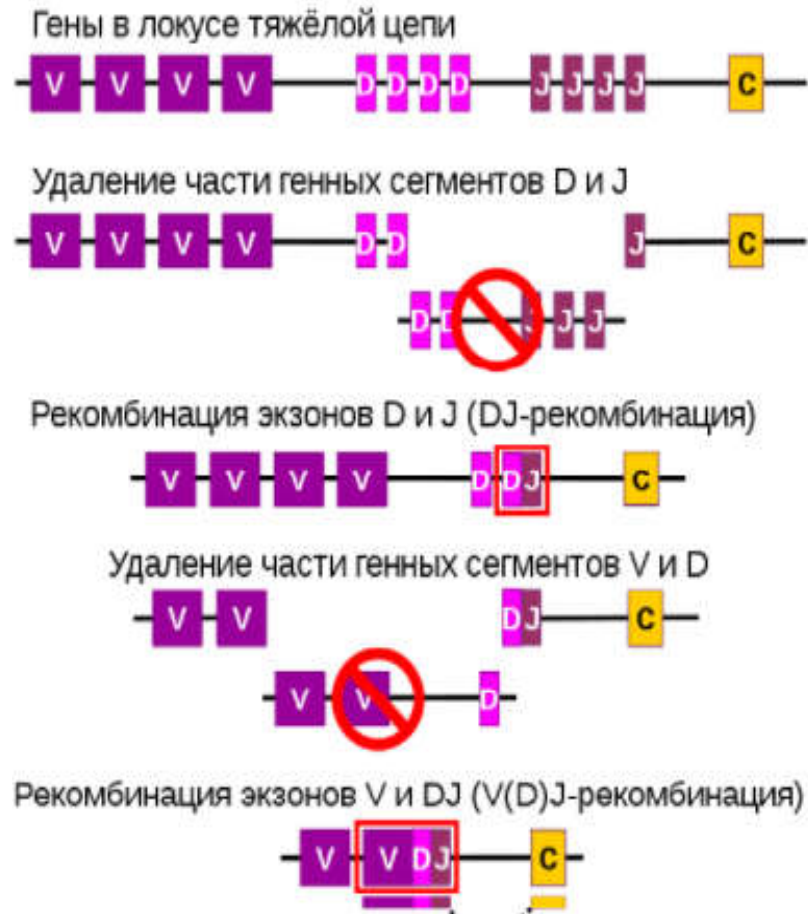 Гены в локусе тяжёлой цепи
V V V V D D D D J J J J C
Удаление части генных сегментов D и J
V V V V D D J C
D D J J J
Рекомбинация экзонов D и J (DJ-рекомбинация)
V V V V D D J C
Удаление части генных сегментов V и D
V V D J C
V V D
Рекомбинация экзонов V и DJ (V(D)J-рекомбинация)
V V D J C